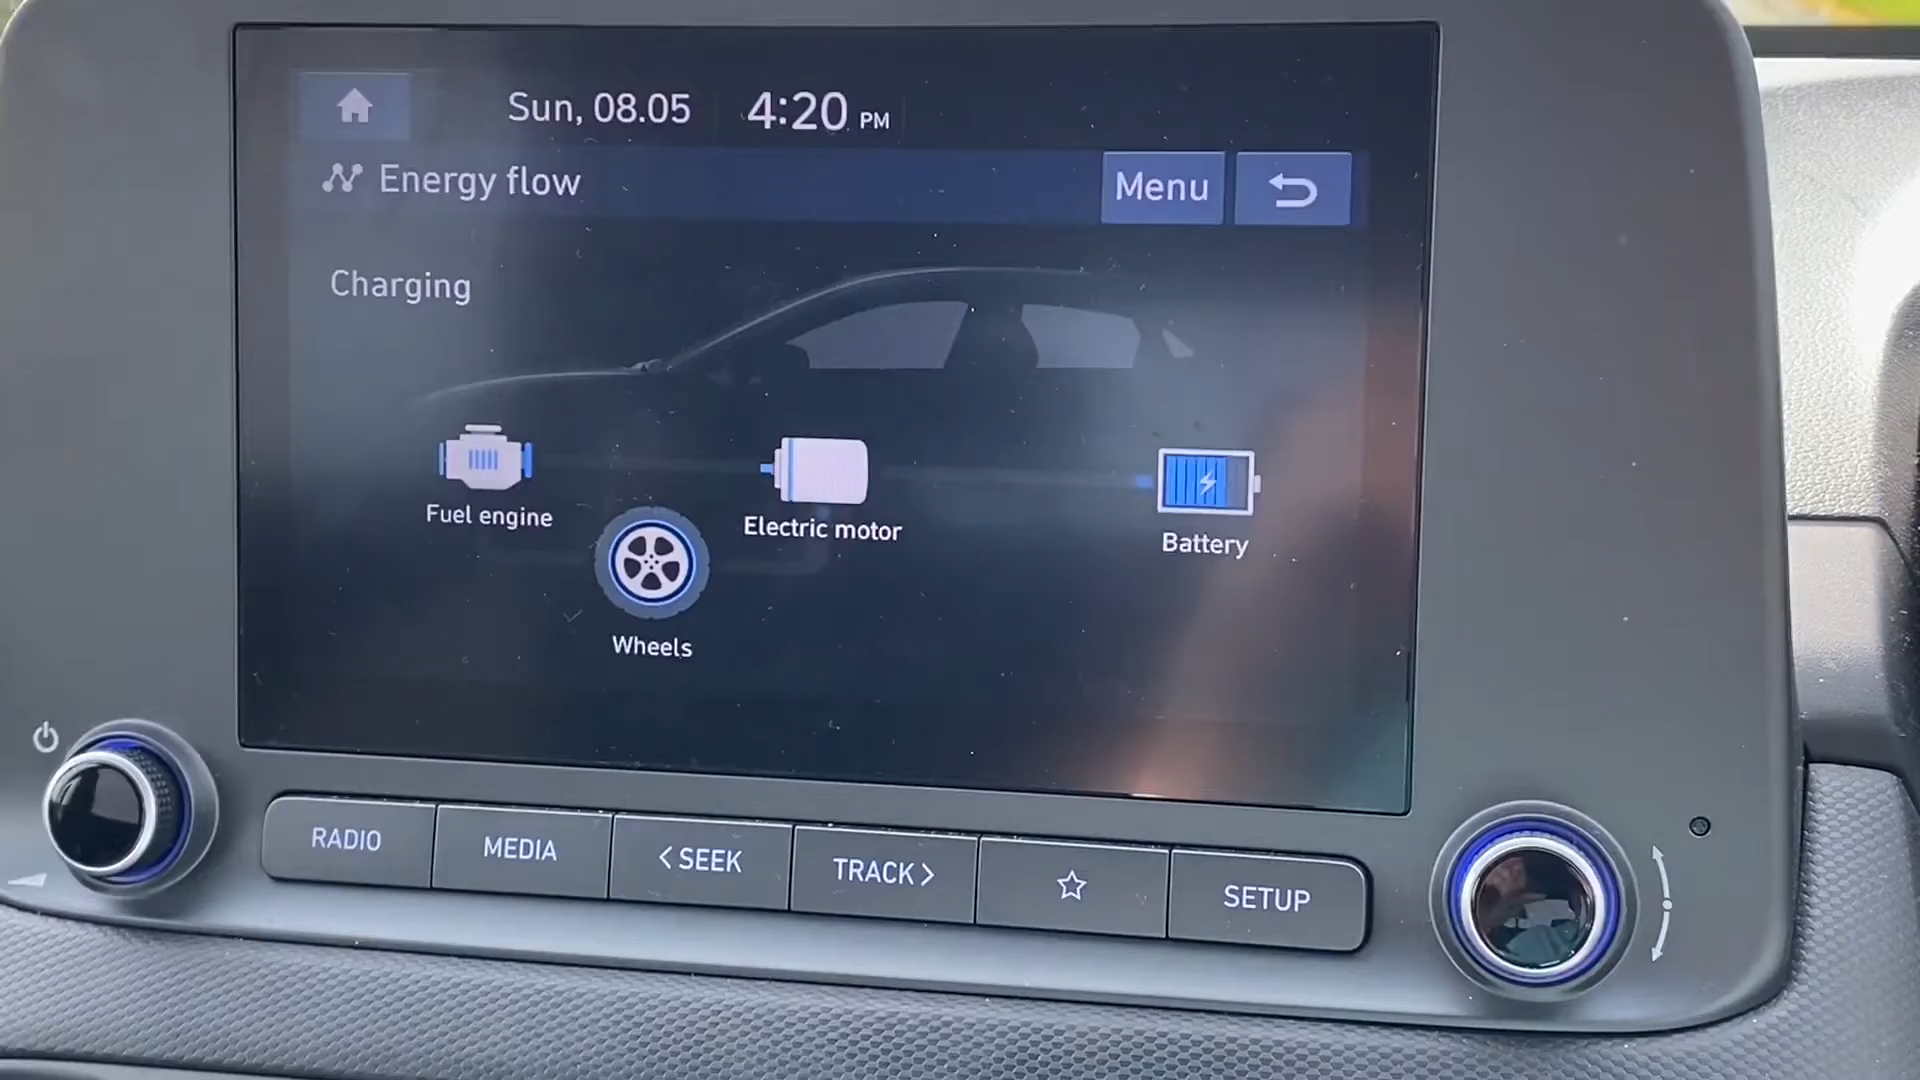 Sun, 08.05 4:20 PM
Energy flow
Menu
Charging
Fuel engine
Electric motor
Battery
Wheels
RADIO
MEDIA
< SEEK
TRACK >
SETUP